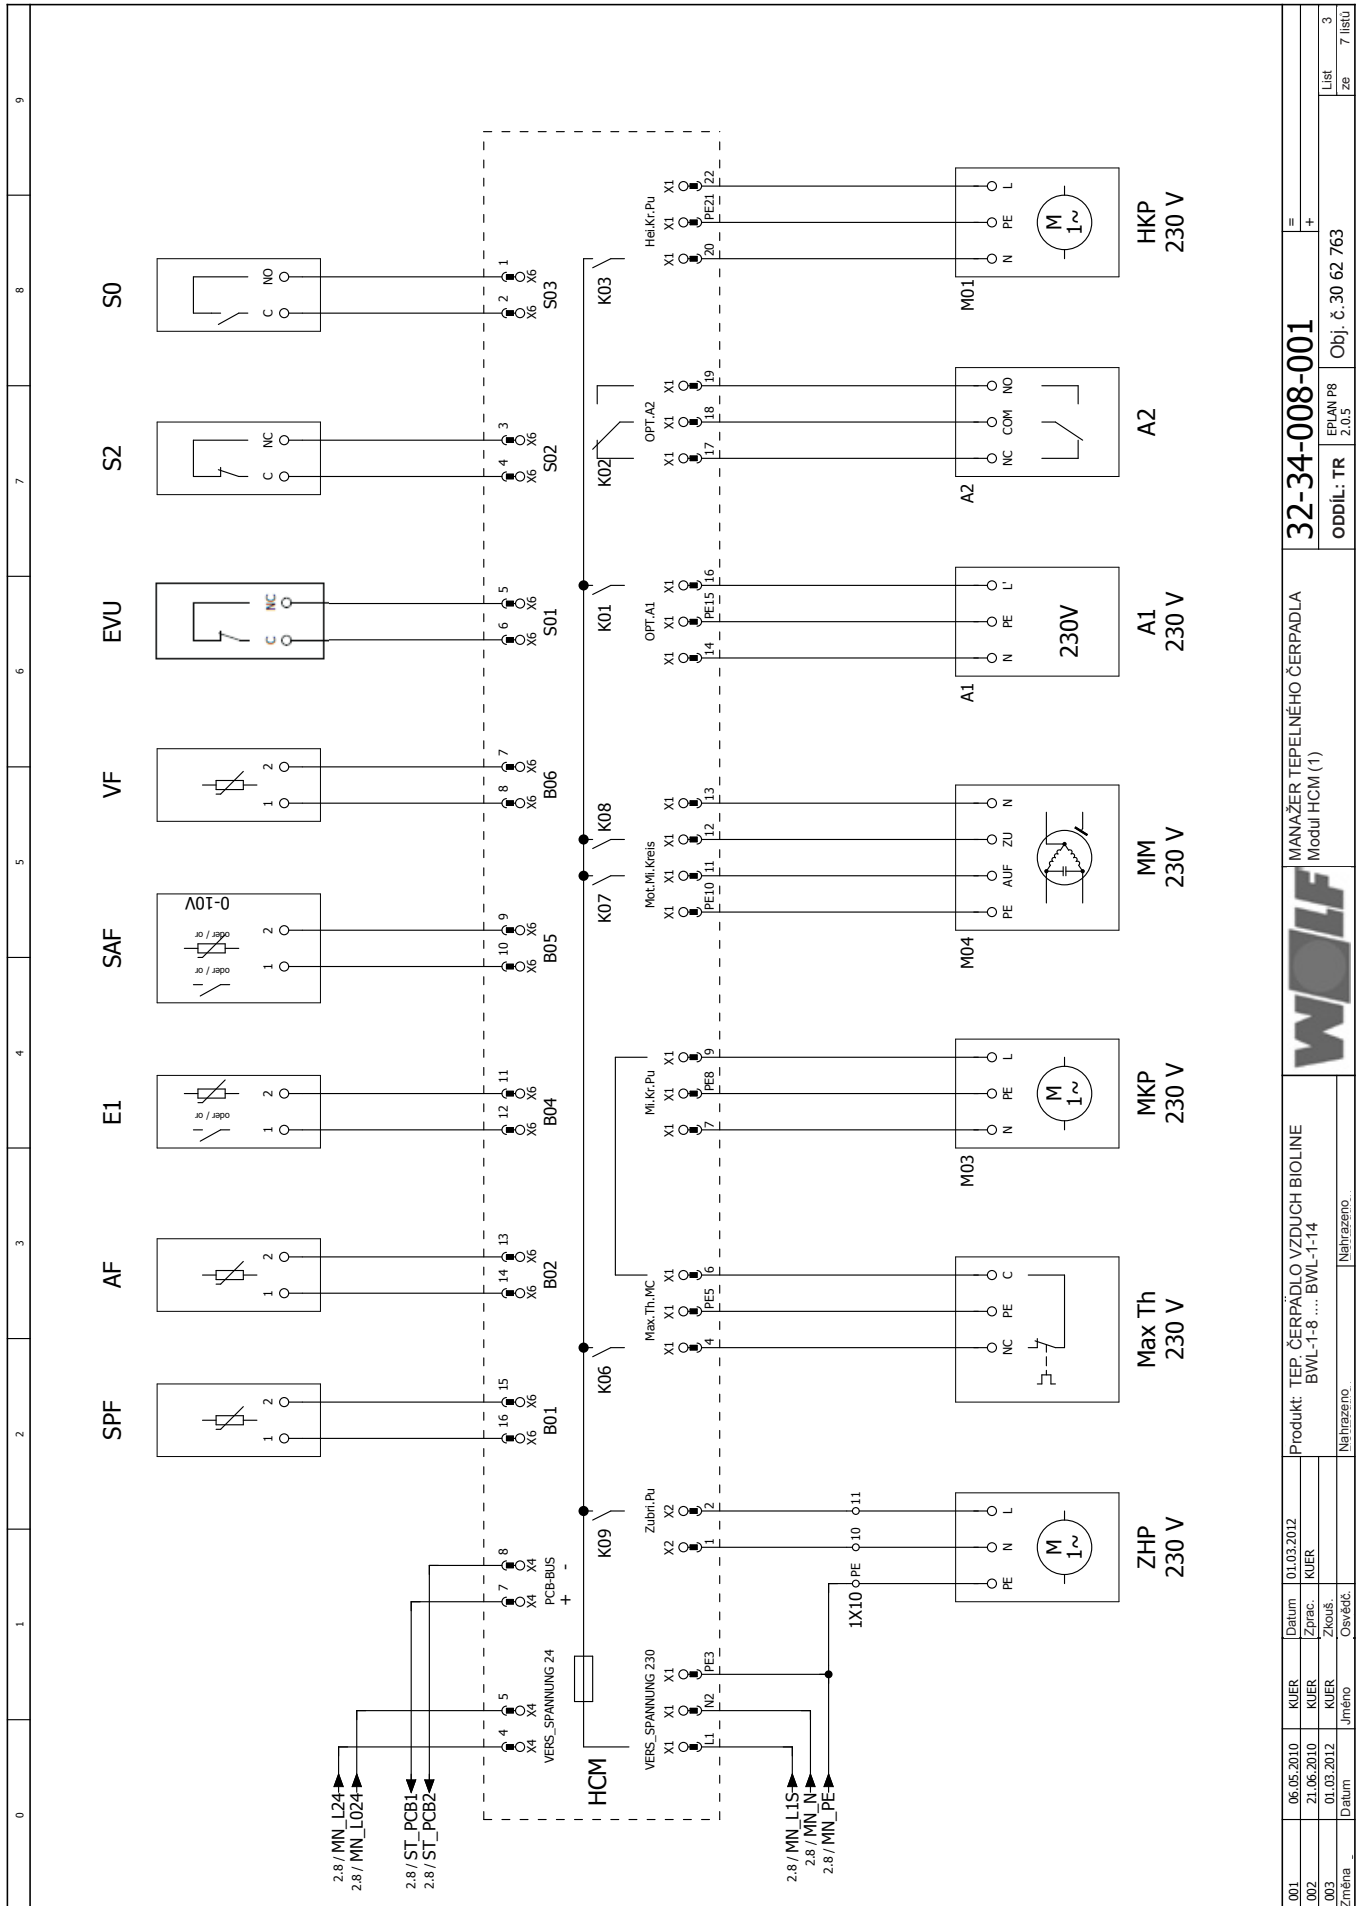 0 1 2 3 4 5 6 7 8 9
SPF AF E1 SAF VF EVU S2 S0
1 2
1 2
1 oder / or 2
1 oder / or oder / or 2 0-10V
1 2
C NC
C NC
C NO
2.8 / MN_L24
2.8 / MN_L024
2.8 / ST_PCB1
2.8 / ST_PCB2
4 5 7 8 16 15 14 13 12 11 10 9 8 7 6 5 4 3 2 1
X4 X4 X4 X4 X6 X6 X6 X6 X6 X6 X6 X6 X6 X6 X6 X6 X6 X6 X6 X6
VERS_SPANNUNG 24
PCB-BUS
+ -
B01 B02 B04 B05 B06 S01 S02 S03
HCM
K09 K06 K07 K08 K01 K02 K03
VERS_SPANNUNG 230
Zubri.Pu
Max.Th.MC
Mi.Kr.Pu
Mot.Mi.Kreis
OPT.A1
OPT.A2
Hei.Kr.Pu
X1 X1 X1 X2 X2 X1 X1 X1 X1 X1 X1 X1 X1 X1 X1 X1 X1 X1 X1 X1 X1 X1 X1 X1
L1 N2 PE3 1 2 4 PE5 6 7 PE8 9 PE10 11 12 13 14 PE15 16 17 18 19 20 PE21 22
2.8 / MN_L1S
2.8 / MN_N
2.8 / MN_PE
1X10 PE 10 11
M03 M04 A1 A2 M01
PE N L
NC PE C
N PE L
PE AUF ZU N
N PE L'
NC COM NO
N PE L
M
1~
M
1~
230V
M
1~
ZHP
230 V
Max Th
230 V
MKP
230 V
MM
230 V
A1
230 V
A2
HKP
230 V
001 06.05.2010 KUER
002 21.06.2010 KUER
003 01.03.2012 KUER
Změna Datum Jméno
Datum 01.03.2012
Zprac. KUER
Zkouš.
Osvědč.
Produkt: TEP. ČERPADLO VZDUCH BIOLINE
BWL-1-8 .... BWL-1-14
Nahrazeno Nahrazeno
WOLF
MANAŽER TEPELNÉHO ČERPADLA
Modul HCM (1)
32-34-008-001
ODDÍL: TR
EPLAN P8
2.0.5
Obj. č.30 62 763
=
+
List 3
ze 7 listů